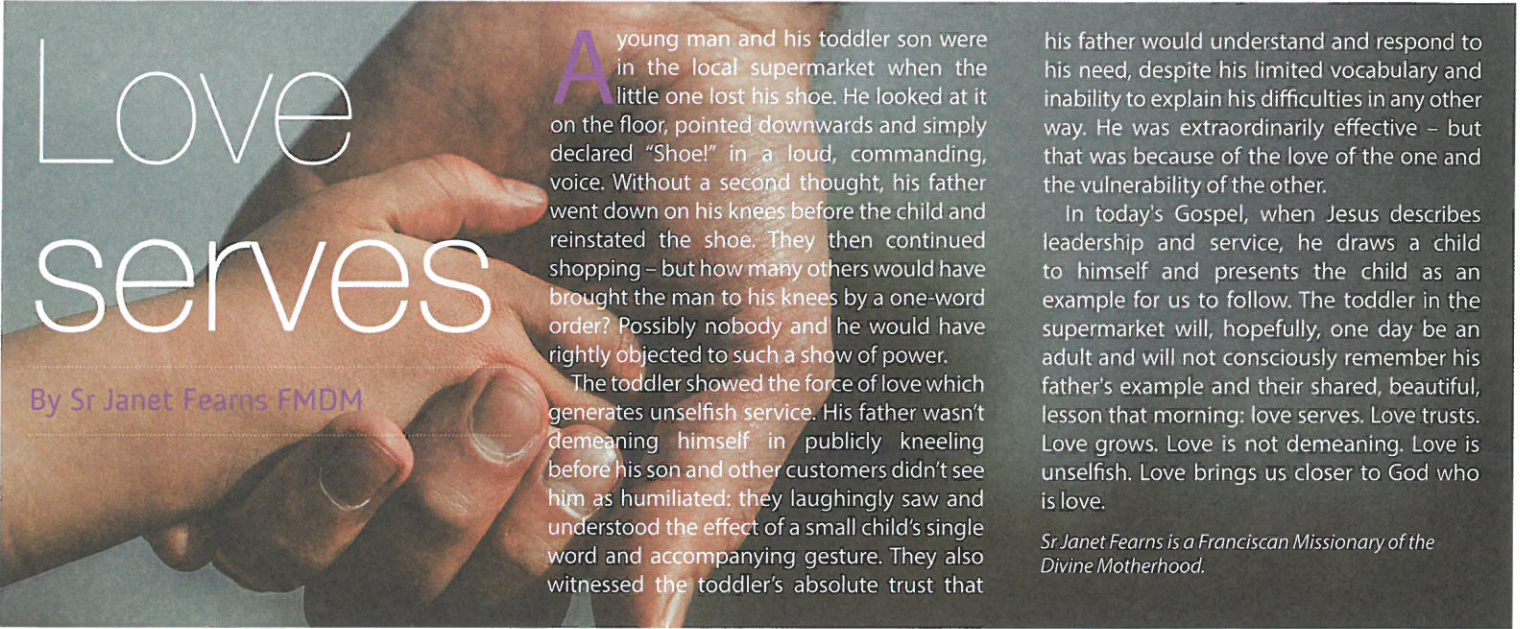 Love
serves
By Sr Janet Fearns FMDM
A young man and his toddler son were
in the local supermarket when the
little one lost his shoe. He looked at it
on the floor, pointed downwards and simply
declared “Shoe!” in a loud, commanding,
voice. Without a second thought, his father
went down on his knees before the child and
reinstated the shoe. They then continued
shopping – but how many others would have
brought the man to his knees by a one-word
order? Possibly nobody and he would have
rightly objected to such a show of power.
The toddler showed the force of love which
generates unselfish service. His father wasn’t
demeaning himself in publicly kneeling
before his son and other customers didn’t see
him as humiliated: they laughingly saw and
understood the effect of a small child’s single
word and accompanying gesture. They also
witnessed the toddler’s absolute trust that
his father would understand and respond to
his need, despite his limited vocabulary and
inability to explain his difficulties in any other
way. He was extraordinarily effective – but
that was because of the love of the one and
the vulnerability of the other.
In today's Gospel, when Jesus describes
leadership and service, he draws a child
to himself and presents the child as an
example for us to follow. The toddler in the
supermarket will, hopefully, one day be an
adult and will not consciously remember his
father's example and their shared, beautiful,
lesson that morning: love serves. Love trusts.
Love grows. Love is not demeaning. Love is
unselfish. Love brings us closer to God who
is love.
Sr Janet Fearns is a Franciscan Missionary of the
Divine Motherhood.